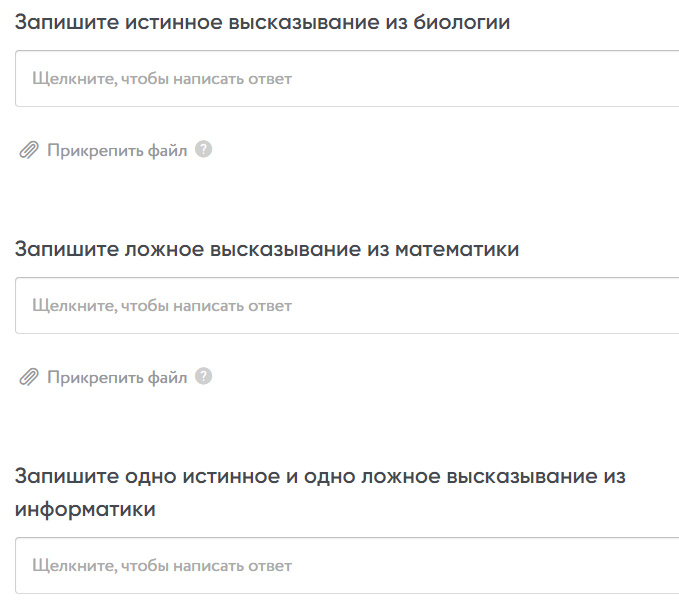 Запишите истинное высказывание из биологии
Щелкните, чтобы написать ответ
Прикрепить файл ?
Запишите ложное высказывание из математики
Щелкните, чтобы написать ответ
Прикрепить файл ?
Запишите одно истинное и одно ложное высказывание из
информатики
Щелкните, чтобы написать ответ